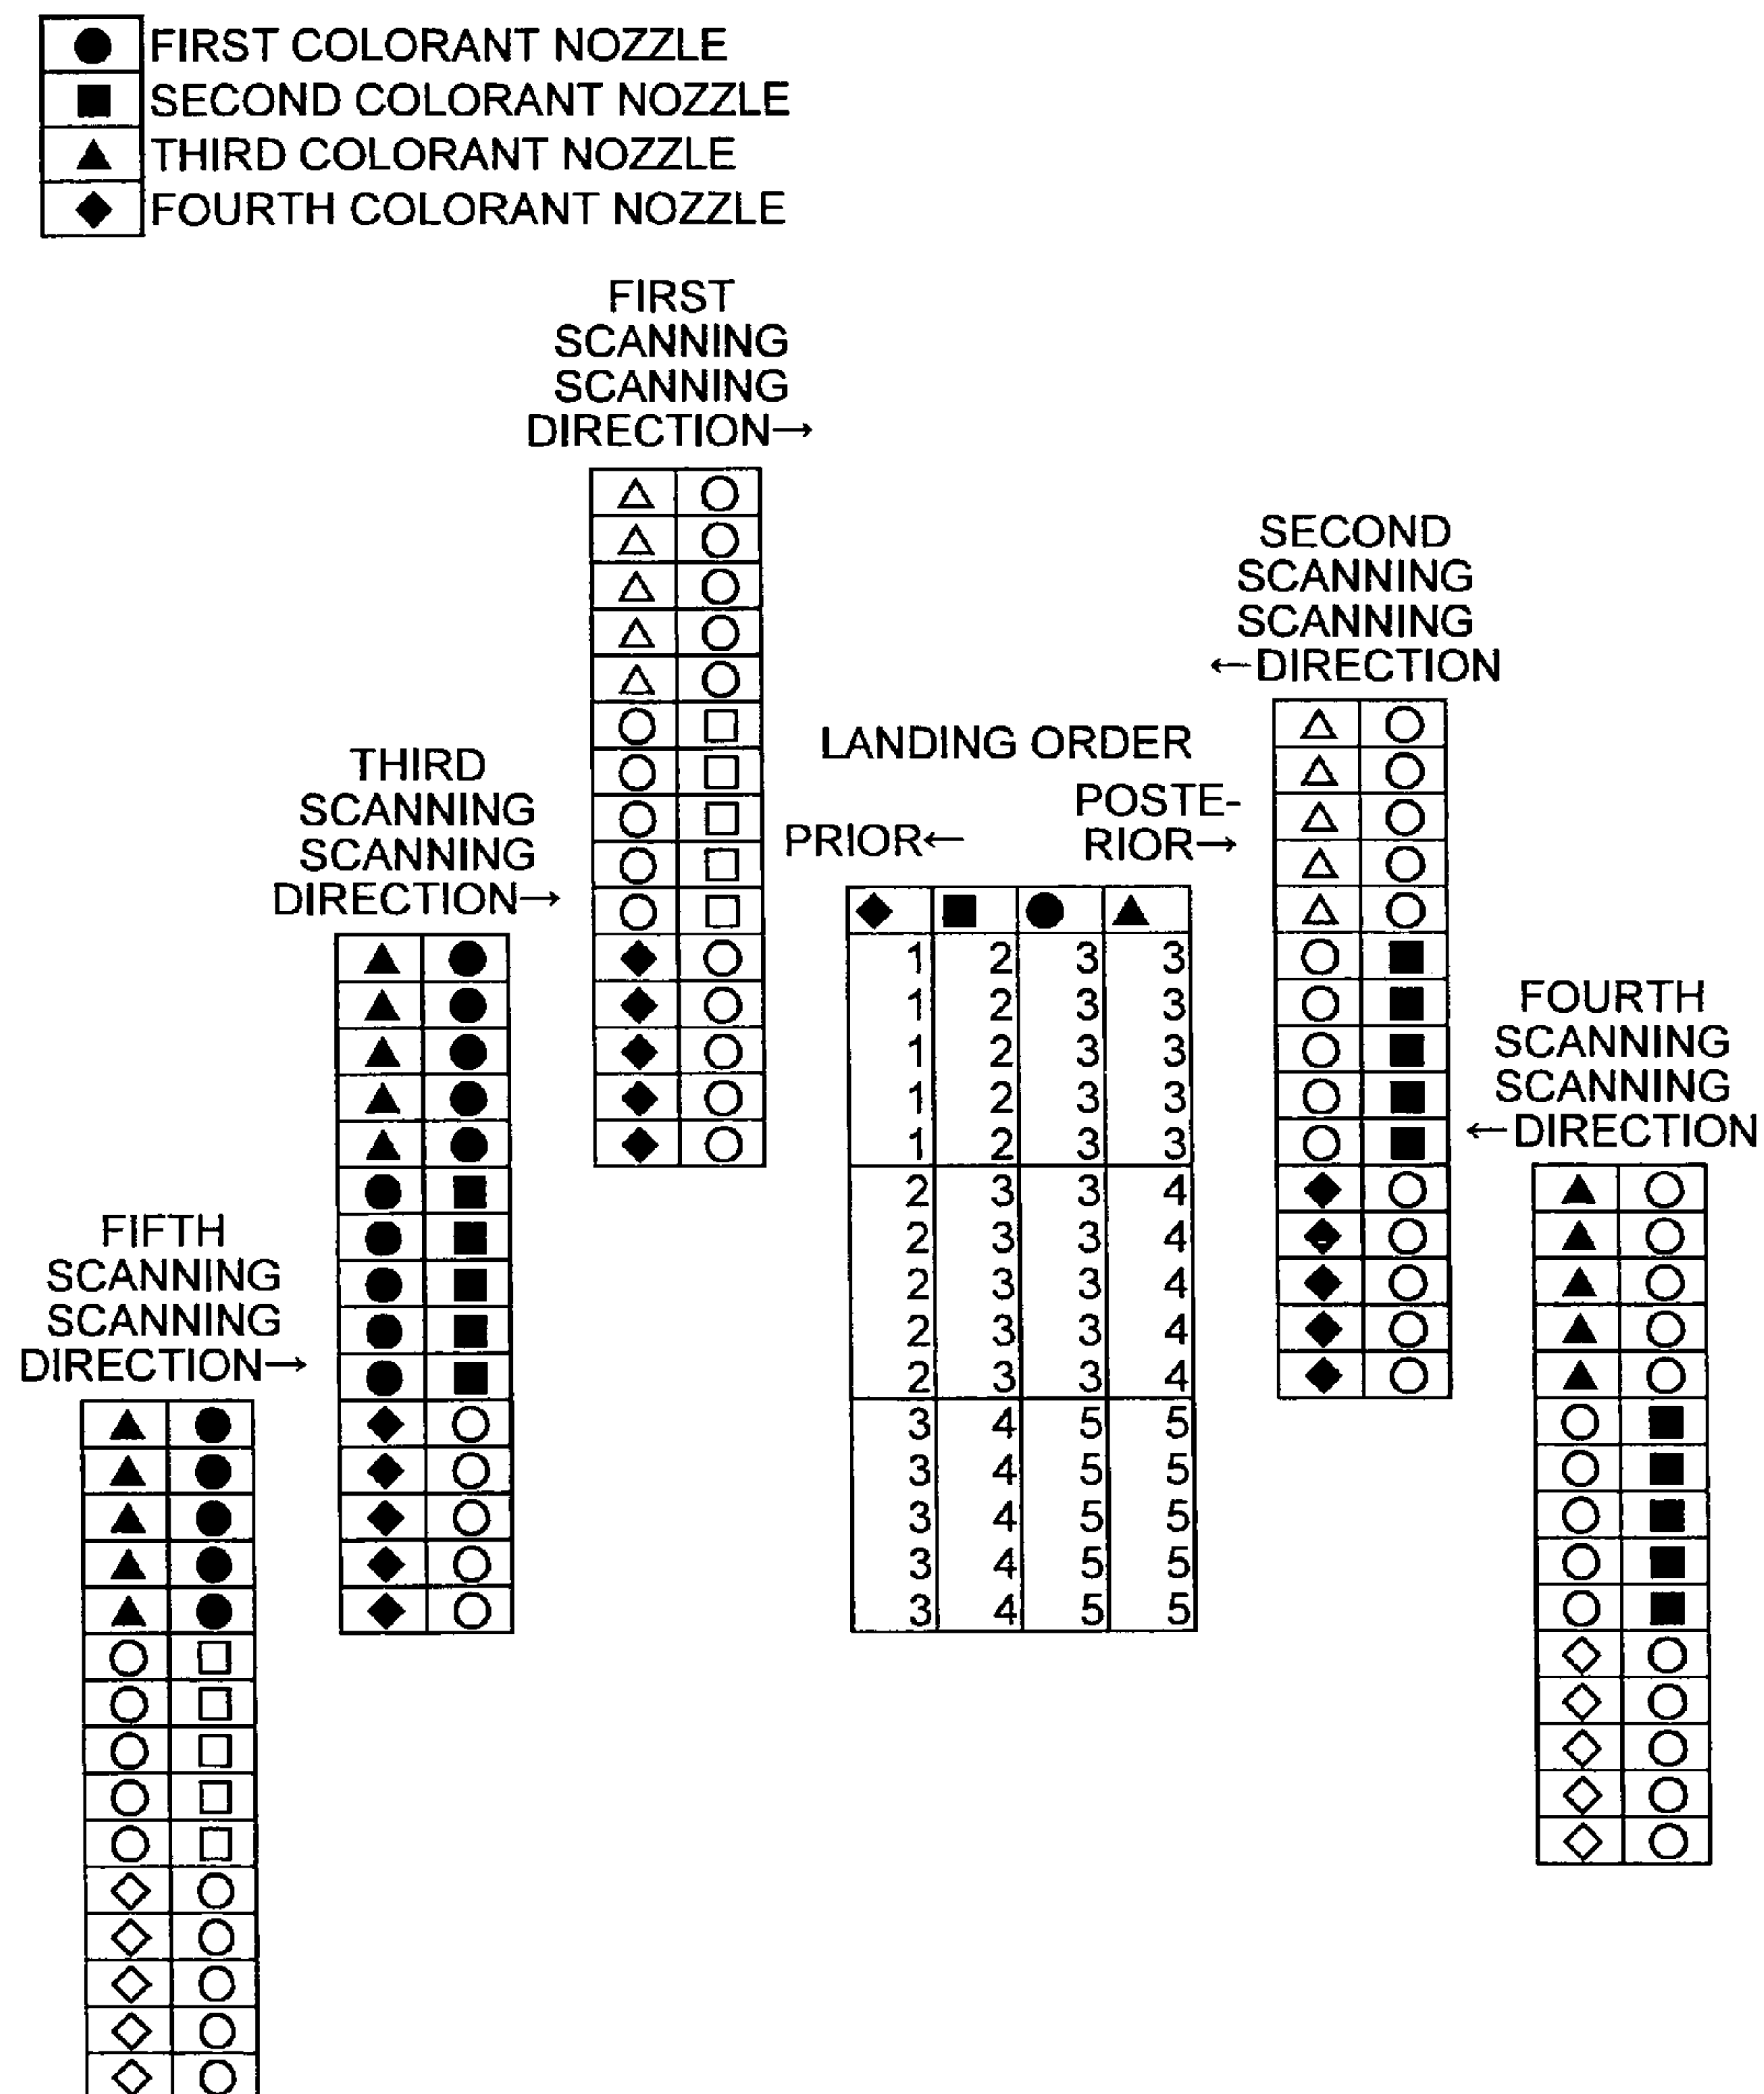 FIRST COLORANT NOZZLE
SECOND COLORANT NOZZLE
THIRD COLORANT NOZZLE
FOURTH COLORANT NOZZLE
FIRST
SCANNING
SCANNING
DIRECTION→
SECOND
SCANNING
SCANNING
←DIRECTION
THIRD
SCANNING
SCANNING
DIRECTION→
LANDING ORDER
PRIOR←
POSTE-
RIOR→
1 2 3 3
1 2 3 3
1 2 3 3
1 2 3 3
1 2 3 3
2 3 3 4
2 3 3 4
2 3 3 4
2 3 3 4
2 3 3 4
3 4 5 5
3 4 5 5
3 4 5 5
3 4 5 5
3 4 5 5
FOURTH
SCANNING
SCANNING
←DIRECTION
FIFTH
SCANNING
SCANNING
DIRECTION→